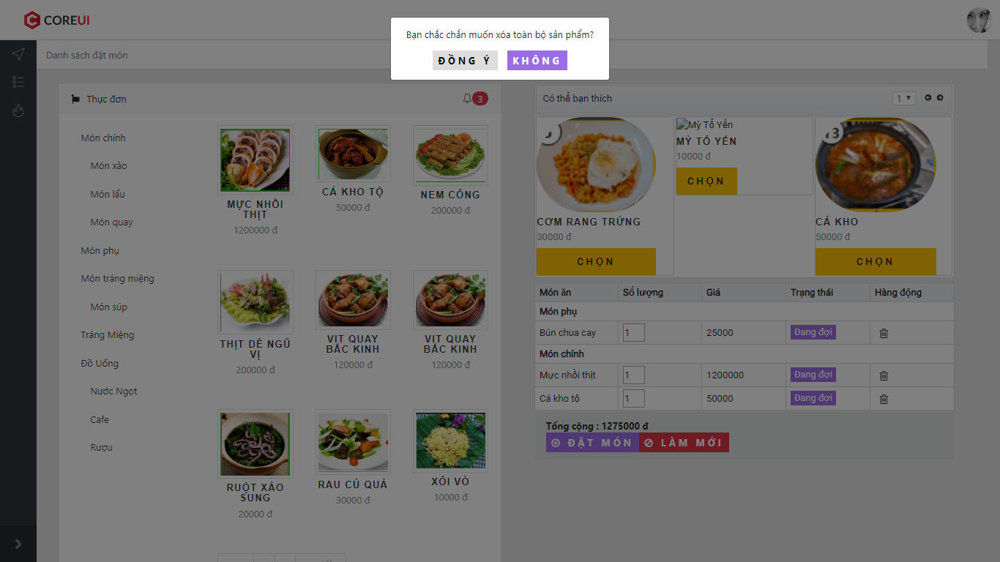 COREUI
Bạn chắc chắn muốn xóa toàn bộ sản phẩm?
ĐỒNG Ý
KHÔNG
Danh sách đặt món
Thực đơn
3
Món chính
Món xào
Món lẩu
Món quay
Món phụ
Món tráng miệng
Món súp
Tráng Miệng
Đồ Uống
Nước Ngọt
Cafe
Rượu
MỰC NHỒI
THỊT
1200000 đ
CÁ KHO TỘ
50000 đ
NEM CÔNG
200000 đ
THỊT DÊ NGŨ
VỊ
200000 đ
VIT QUAY
BẮC KINH
120000 đ
VIT QUAY
BẮC KINH
120000 đ
RUỘT XÀO
SUNG
20000 đ
RAU CỦ QUẢ
30000 đ
XÔI VÒ
10000 đ
Có thể bạn thích
1
CƠM RANG TRỨNG
30000 đ
CHỌN
Mỳ Tổ Yến
MỲ TỔ YẾN
10000 đ
CHỌN
13
CÁ KHO
50000 đ
CHỌN
Món ăn Số lượng Giá Trạng thái Hàng động
Món phụ
Bún chua cay 1 25000 Đang đợi
Món chính
Mực nhồi thịt 1 1200000 Đang đợi
Cá kho tộ 1 50000 Đang đợi
Tổng cộng : 1275000 đ
ĐẶT MÓN
LÀM MỚI